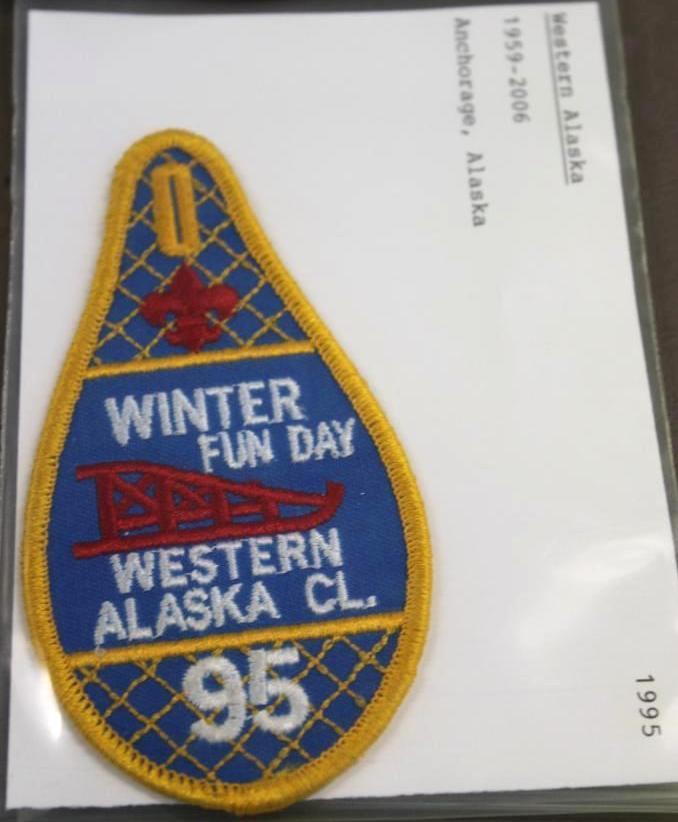 Western Alaska
1959-2006
Anchorage, Alaska
WINTER
FUN DAY
WESTERN
ALASKA CL.
95
1995